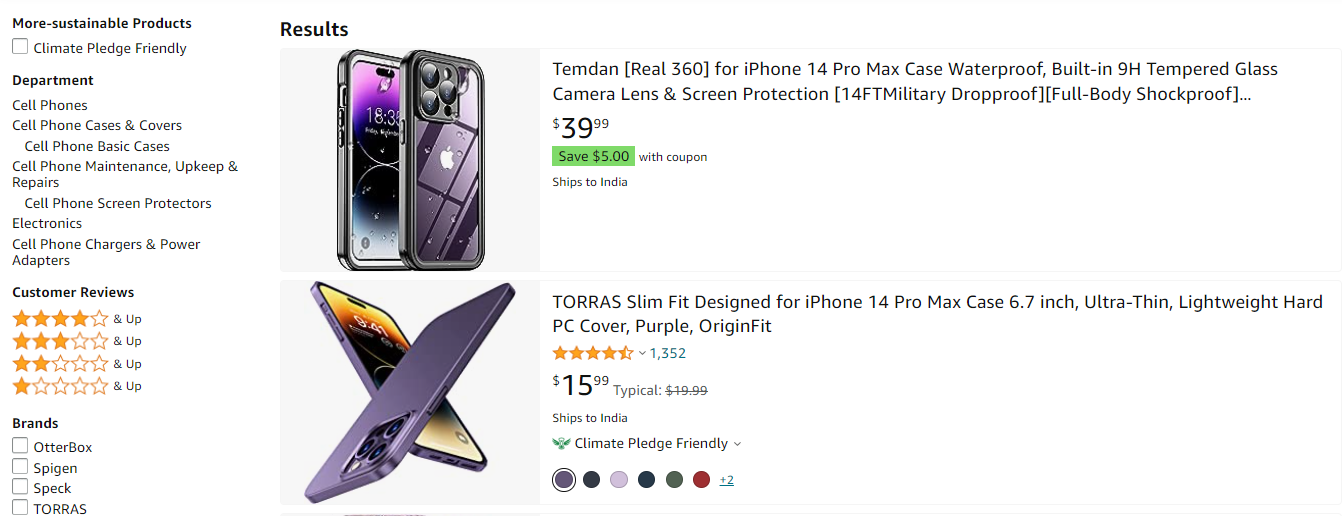 More-sustainable Products
Climate Pledge Friendly
Department
Cell Phones
Cell Phone Cases & Covers
Cell Phone Basic Cases
Cell Phone Maintenance, Upkeep &
Repairs
Cell Phone Screen Protectors
Electronics
Cell Phone Chargers & Power
Adapters
Customer Reviews
& Up
& Up
& Up
& Up
Brands
OtterBox
Spigen
Speck
TORRAS
Results
18:35
Temdan [Real 360] for iPhone 14 Pro Max Case Waterproof, Built-in 9H Tempered Glass
Camera Lens & Screen Protection [14FTMilitary Dropproof][Full-Body Shockproof]...
$39.99
Save $5.00 with coupon
Ships to India
9:41
TORRAS Slim Fit Designed for iPhone 14 Pro Max Case 6.7 inch, Ultra-Thin, Lightweight Hard
PC Cover, Purple, OriginFit
1,352
$15.99 Typical: $19.99
Ships to India
Climate Pledge Friendly
+2